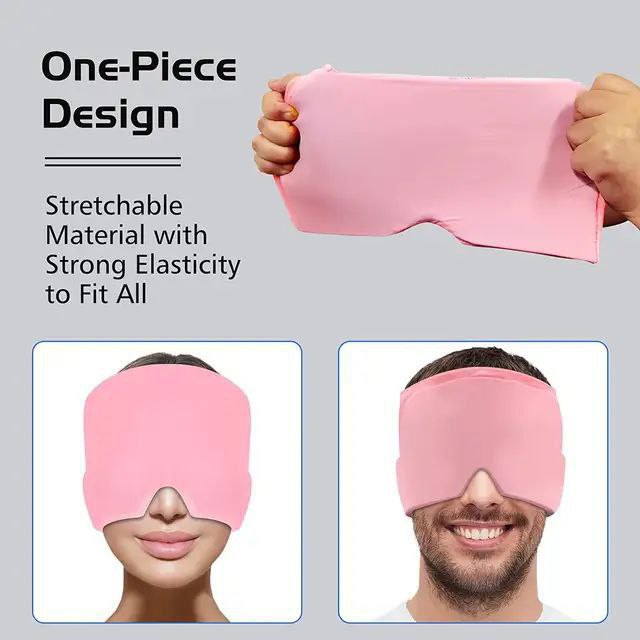 One-Piece
Design
Stretchable
Material with
Strong Elasticity
to Fit All